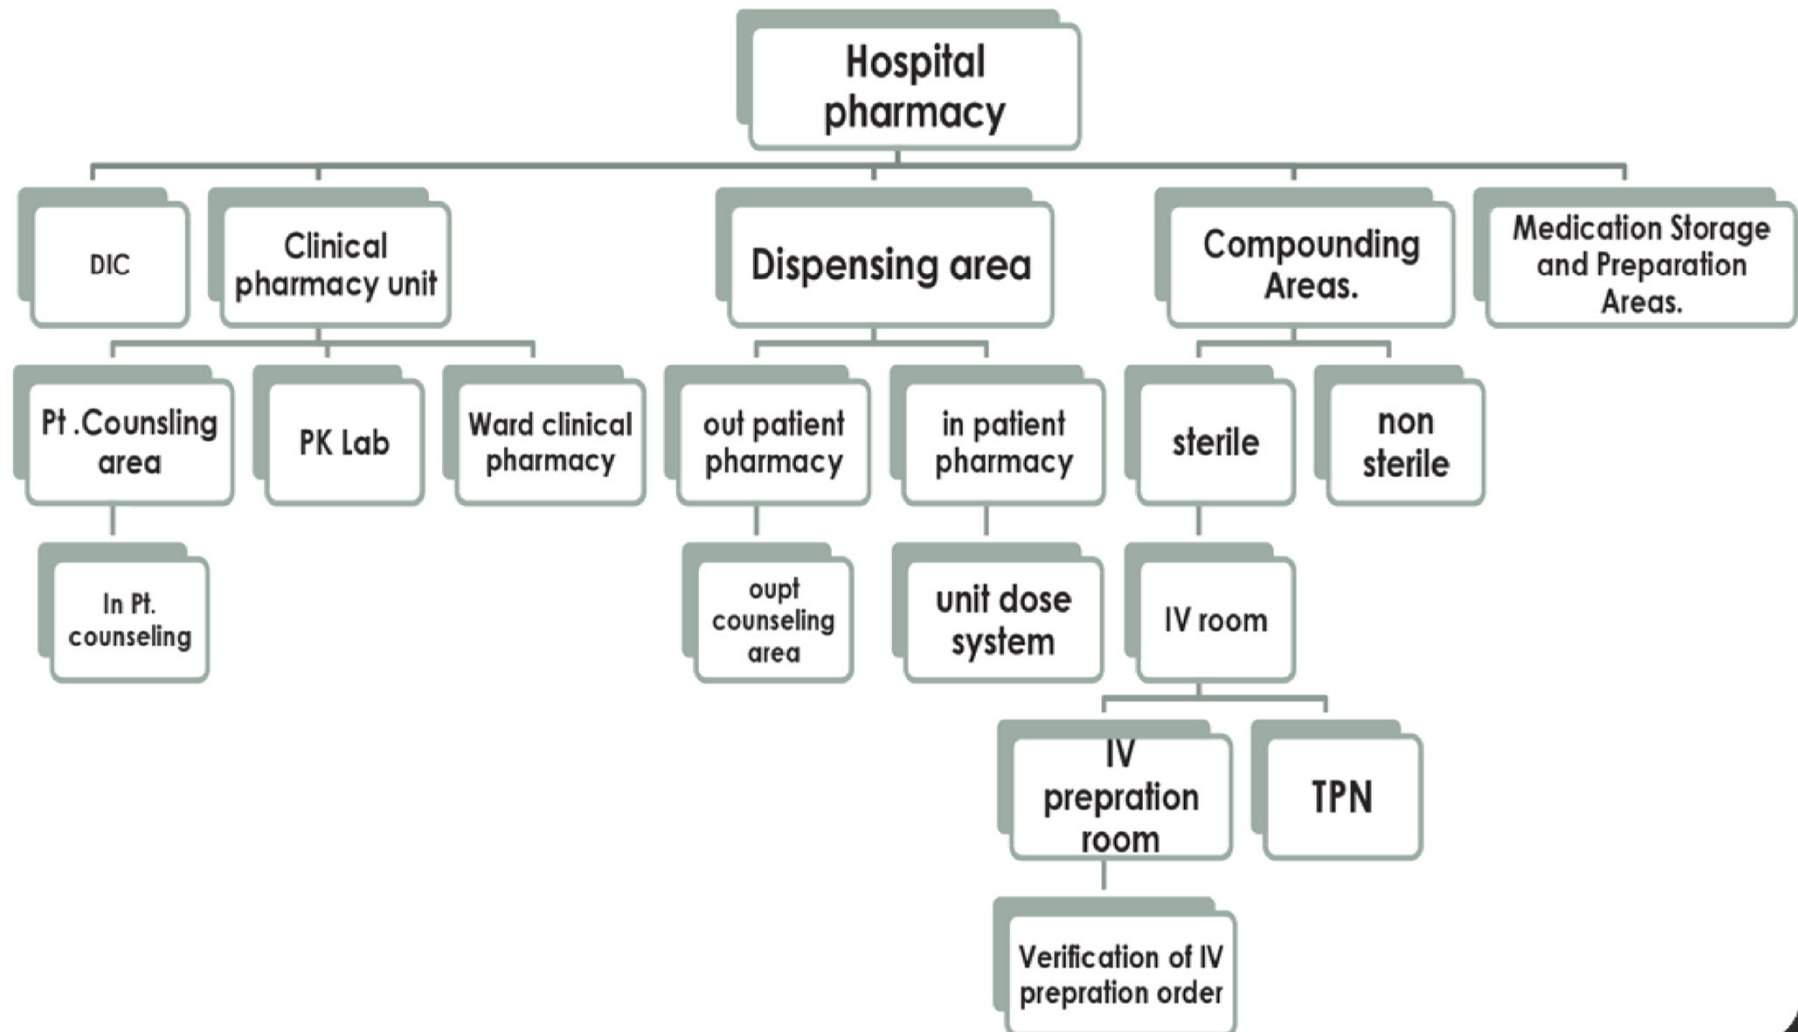 Hospital
pharmacy
DIC
Clinical
pharmacy unit
Dispensing area
Compounding
Areas.
Medication Storage
and Preparation
Areas.
Pt .Counsling
area
PK Lab
Ward clinical
pharmacy
out patient
pharmacy
in patient
pharmacy
sterile
non
sterile
In Pt.
counseling
oupt
counseling
area
unit dose
system
IV room
IV
prepration
room
TPN
Verification of IV
prepration order